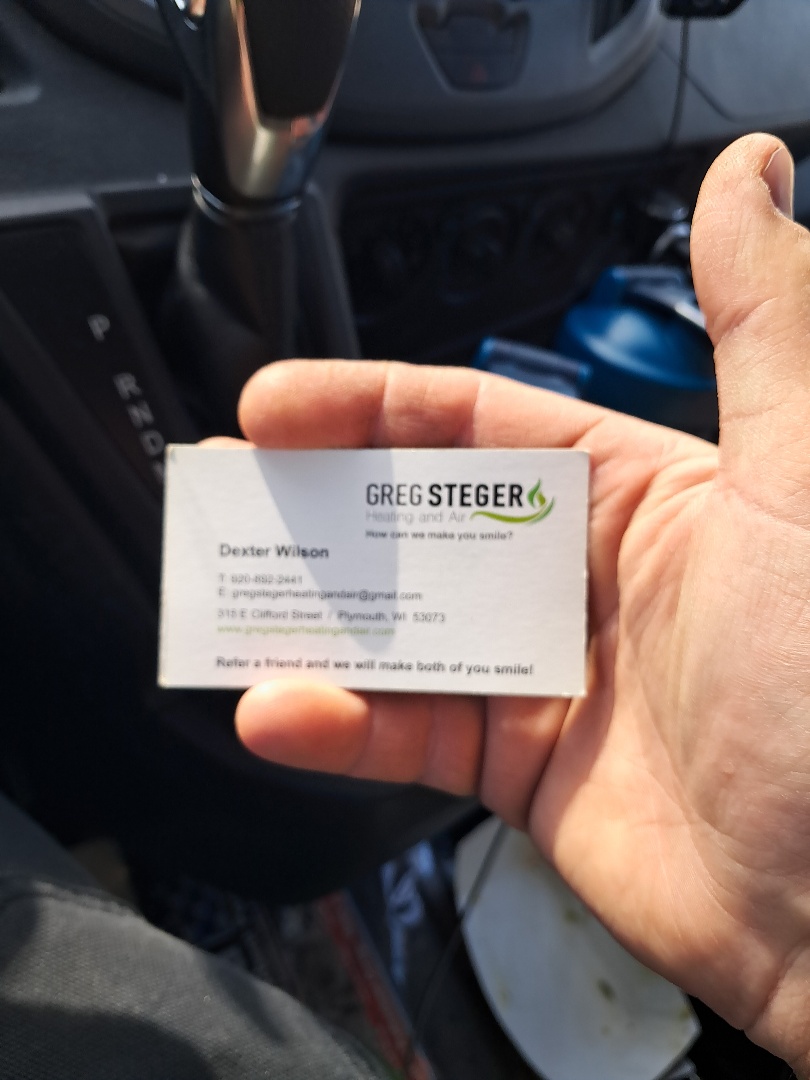 P
R
N
D
GREG STEGER
Heating and Air
How can we make you smile?
Dexter Wilson
T: 920-892-2441
E: gregstegerheatingandair@gmail.com
315 E Clifford Street / Plymouth, WI 53073
www.gregstegerheatingandair.com
Refer a friend and we will make both of you smile!